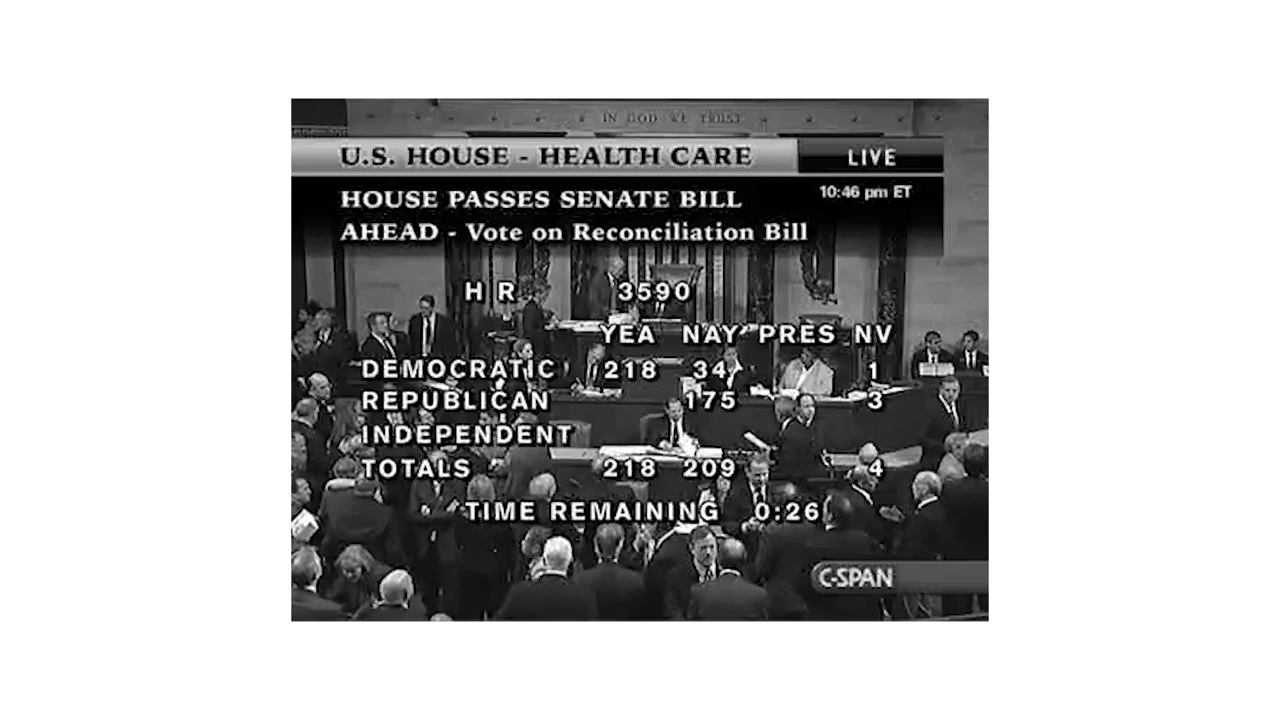 IN GOD WE TRUST
U.S. HOUSE - HEALTH CARE LIVE
HOUSE PASSES SENATE BILL 10:46 pm ET
AHEAD - Vote on Reconciliation Bill
H R 3590
YEA NAY PRES NV
DEMOCRATIC 218 34 1
REPUBLICAN 175 3
INDEPENDENT
TOTALS 218 209 4
TIME REMAINING 0:26
C-SPAN